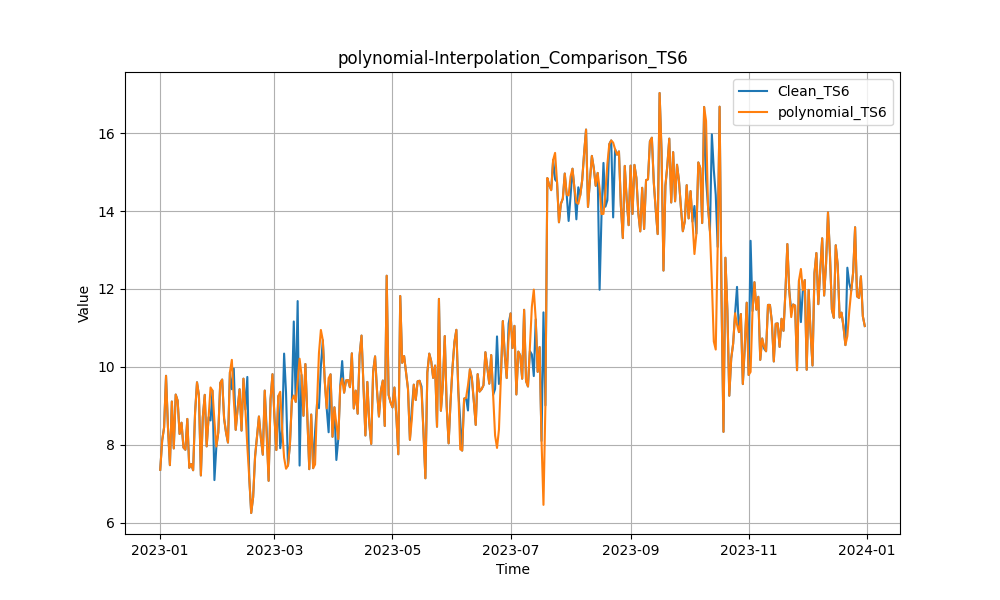 polynomial-Interpolation_Comparison_TS6
Clean_TS6
polynomial_TS6
Value
16
14
12
10
8
6
2023-01
2023-03
2023-05
2023-07
2023-09
2023-11
2024-01
Time